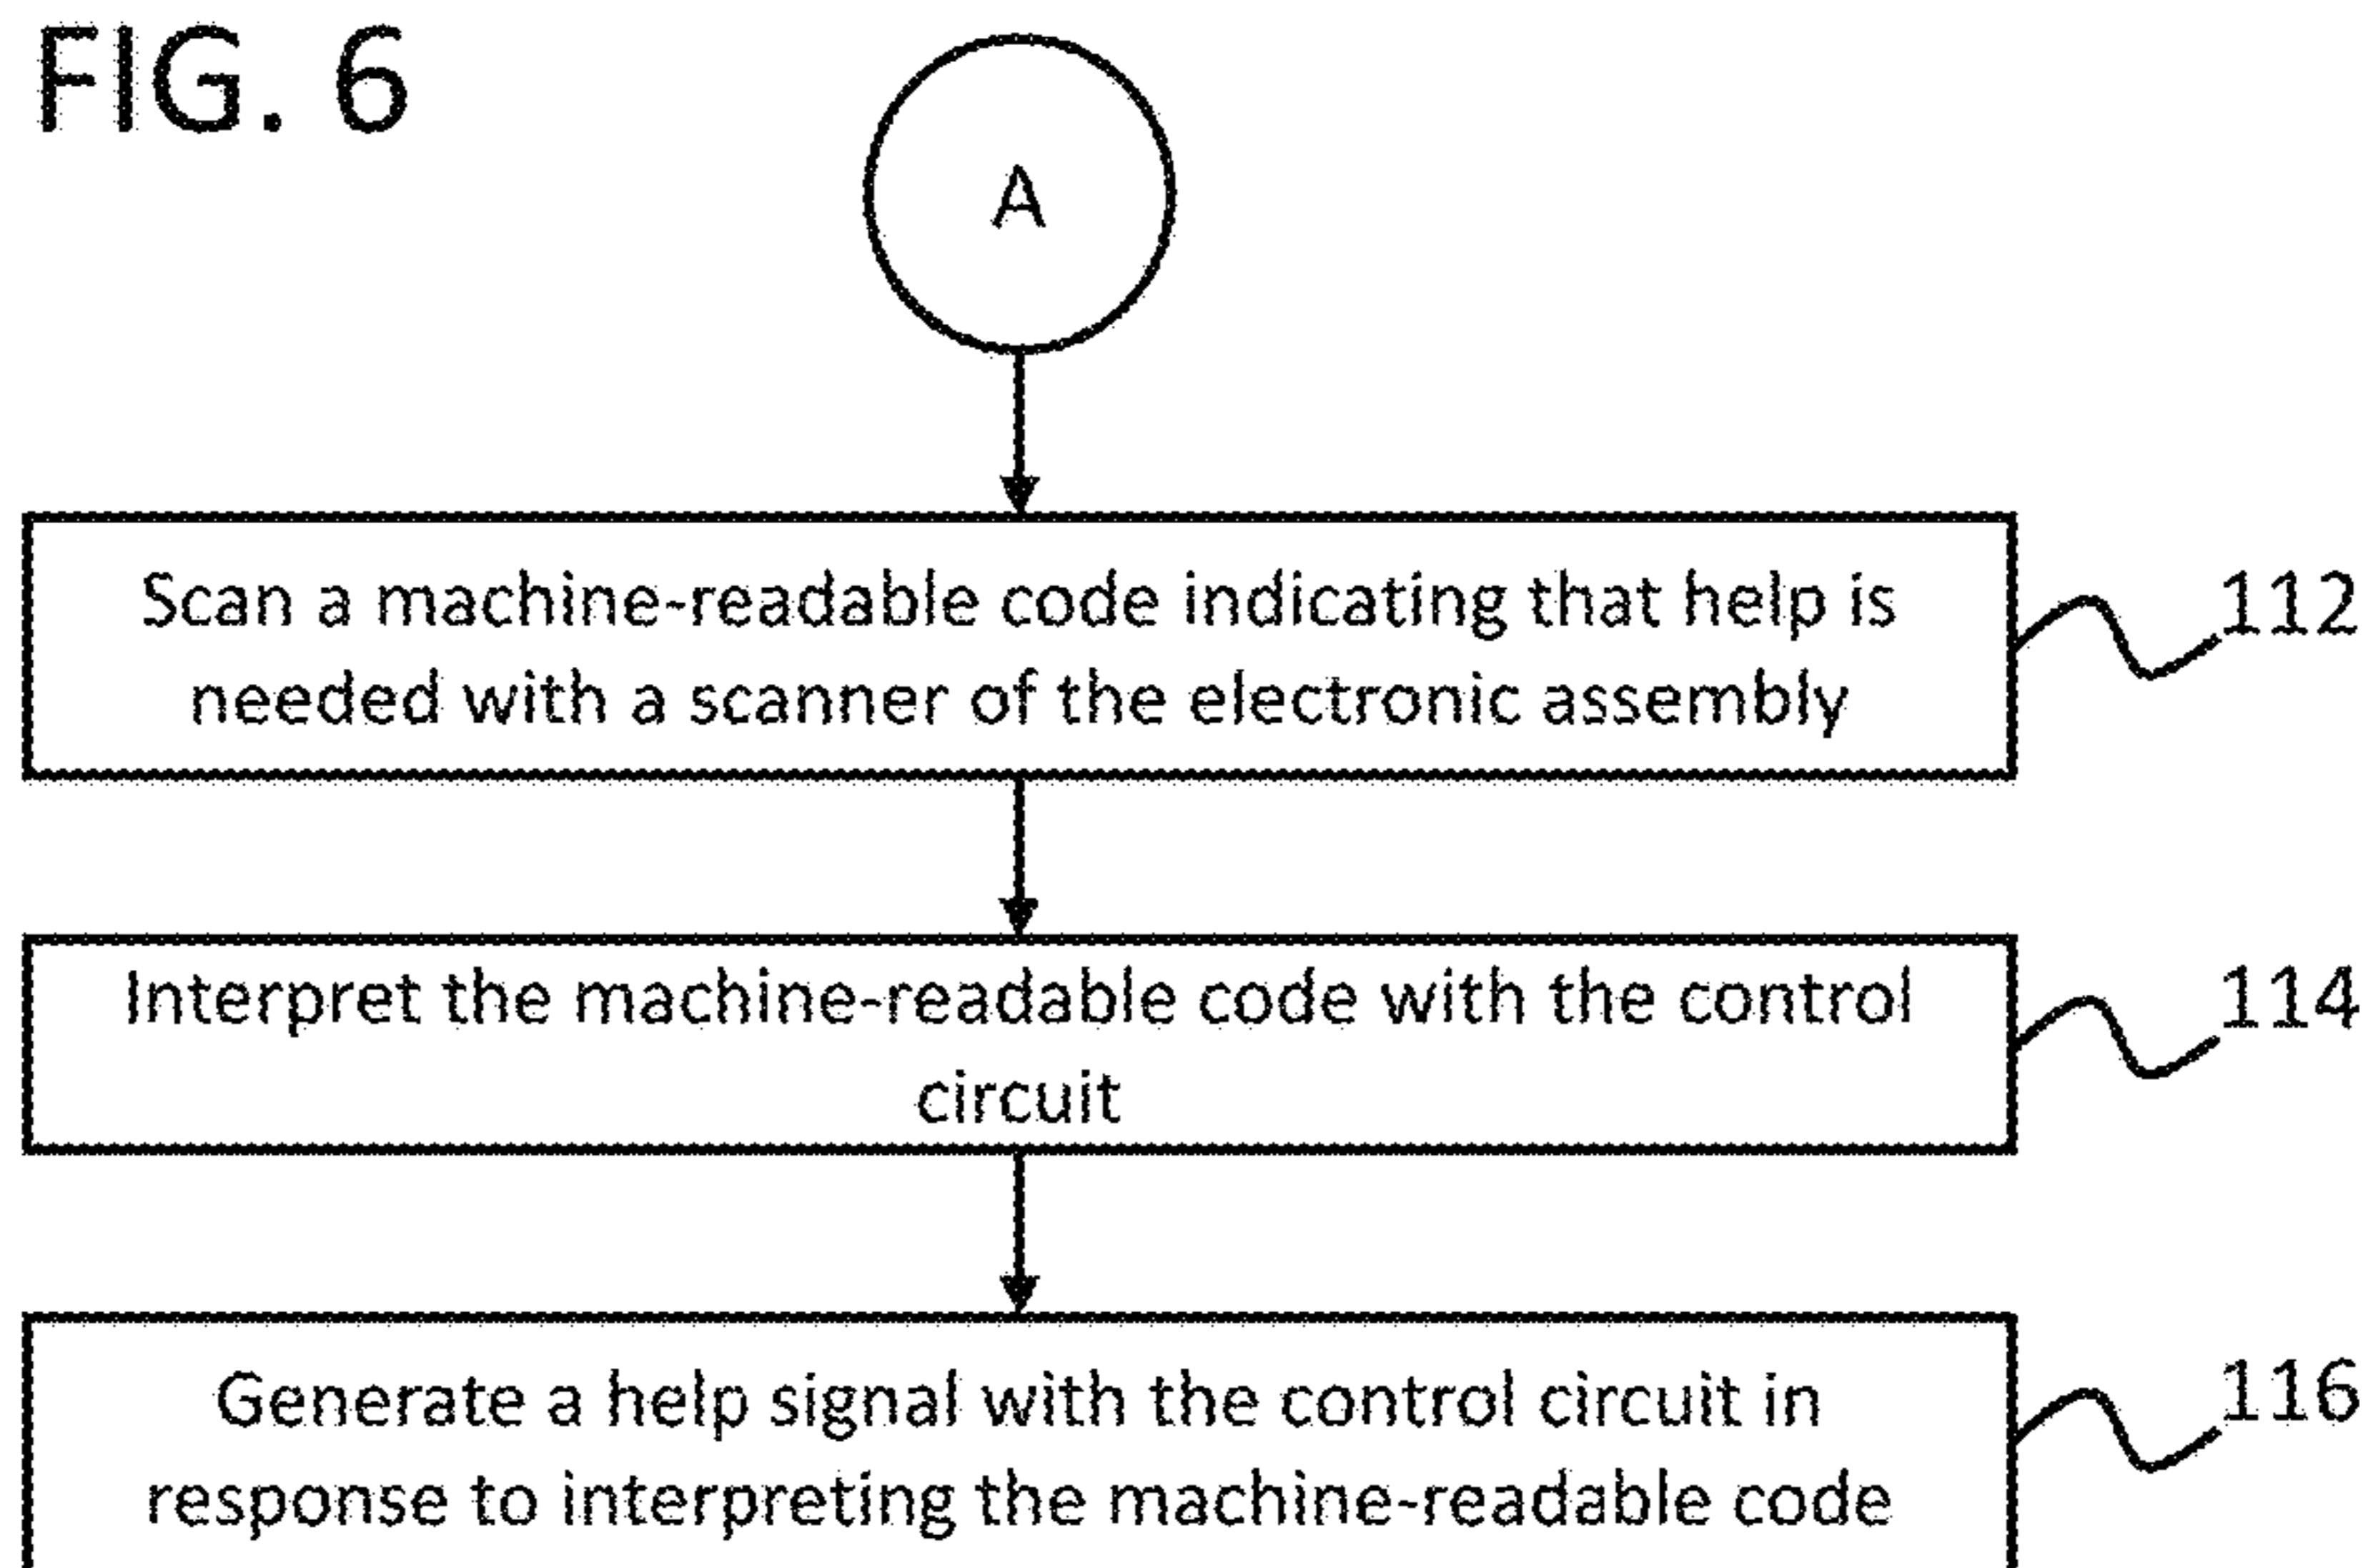 FIG. 6
A
Scan a machine-readable code indicating that help is
needed with a scanner of the electronic assembly
112
Interpret the machine-readable code with the control
circuit
114
Generate a help signal with the control circuit in
response to interpreting the machine-readable code
116